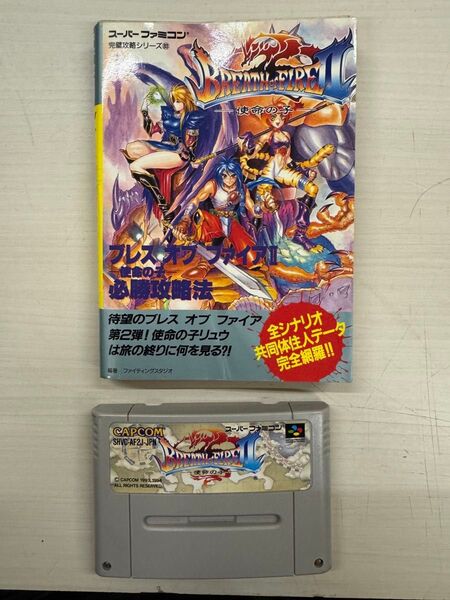 スーパーファミコン
完璧攻略シリーズ
BREATH OF FIRE II
使命の子
ブレス オブ ファイアII
使命の子
必勝攻略法
待望のブレス オブ ファイア
第2弾!使命の子リュウ
は旅の終りに何を見る?!
編著 ファイティングスタジオ
全シナリオ
共同体住人データ
完全網羅!!
CAPCOM
SHVC-AF2J-JPN
スーパーファミコン
BREATH OF FIRE II
使命の子
© CAPCOM 1993,1994
ALL RIGHTS RESERVED.